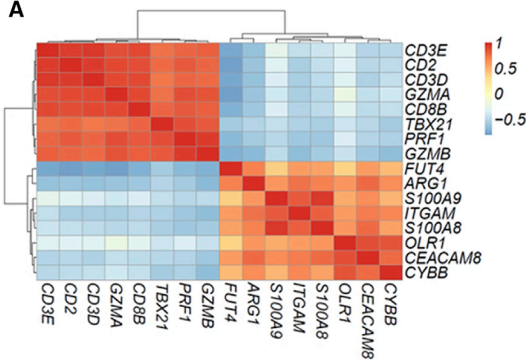 A
CD3E
CD2
CD3D
GZMA
CD8B
TBX21
PRF1
GZMB
FUT4
ARG1
S100A9
ITGAM
S100A8
OLR1
CEACAM8
CYBB
1
0.5
0
−0.5
CD3E CD2 CD3D GZMA CD8B TBX21 PRF1 GZMB FUT4 ARG1 S100A9 ITGAM S100A8 OLR1 CEACAM8 CYBB